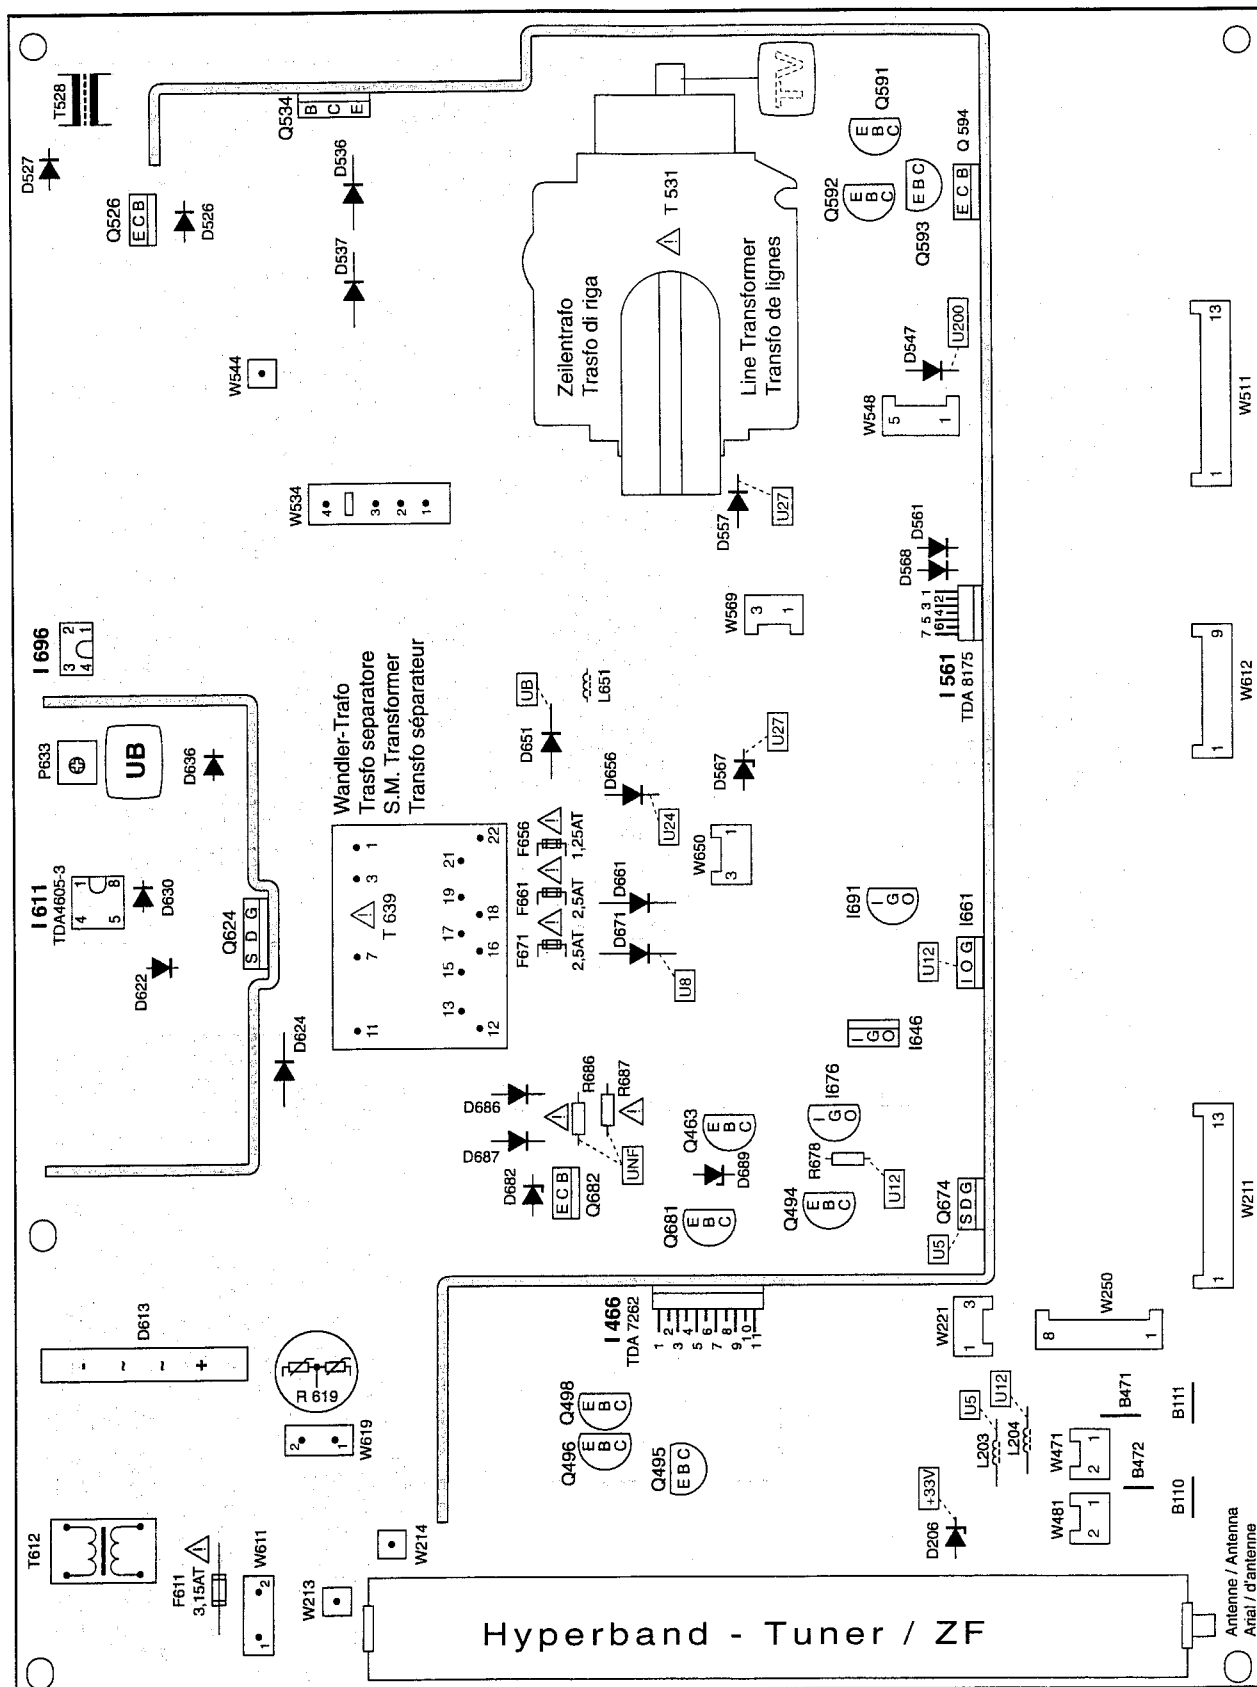 T528
D527
Q526
E C B
D526
Q534
B C E
D536
D537
W544
W534
4
3
2
1
TFV
Q591
E B C
Q592
E B C
Q593
E B C
Q 594
E C B
Zeilentrafo
Trasfo di riga
T 531
Line Transformer
Transfo de lignes
D547
U200
W548
5
1
D557
U27
D561
D568
7 5 3 1
6 4 2
I 561
TDA 8175
W569
3
1
W511
1
13
W612
1
9
I 696
3 2
4 1
P633
UB
D636
I 611
TDA4605-3
4 1
5 8
D630
D622
Q624
S D G
D624
Wandler-Trafo
Trasfo separatore
S.M. Transformer
Transfo séparateur
T 639
1
3
7
11
22
21
19
18
17
16
15
13
12
D651
UB
L651
F656
1,25AT
F661
2,5AT
F671
2,5AT
D656
U24
D661
D671
U8
D567
U27
W650
3
1
I691
I G O
I661
I O G
U12
I646
I G O
I676
I G O
D686
D687
R686
R687
UNF
D682
Q682
E C B
Q463
E B C
D689
Q681
E B C
R678
U12
Q494
E B C
Q674
S D G
U5
W211
1
13
D613
- ~ ~ +
R 619
W619
2
1
I 466
TDA 7262
1
2
3
4
5
6
7
8
9
10
11
Q498
E B C
Q496
E B C
Q495
E B C
W221
1
3
W250
8
1
U5
U12
L203
L204
B471
B111
W471
2
1
B472
W481
2
1
B110
+33V
D206
T612
F611
3,15AT
W611
1
2
W214
W213
Hyperband - Tuner / ZF
Antenne / Antenna
Arial / d'antenne